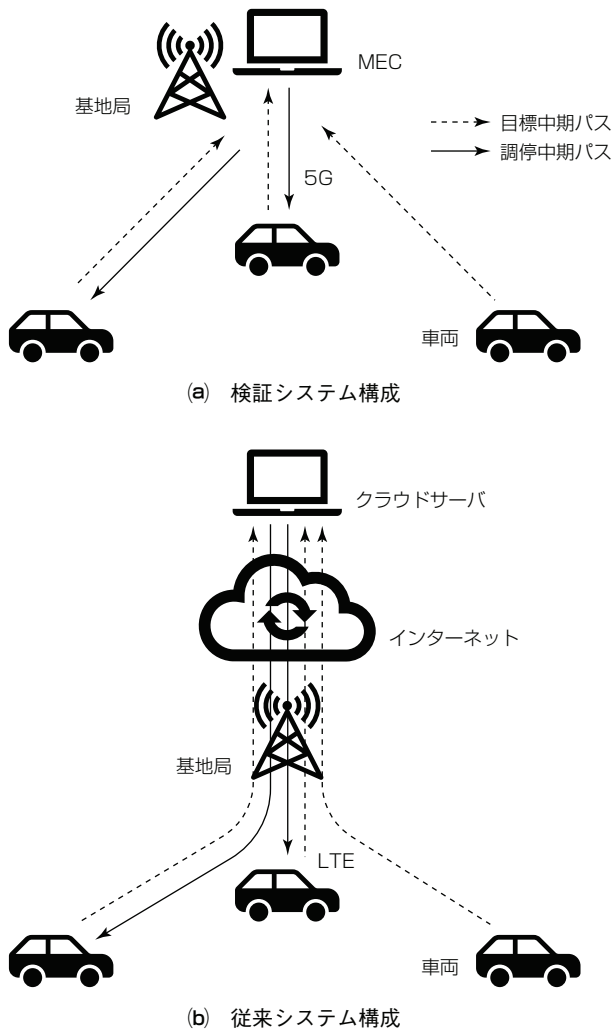 MEC
基地局
目標中期パス
調停中期パス
5G
車両
(a) 検証システム構成
クラウドサーバ
インターネット
基地局
LTE
車両
(b) 従来システム構成